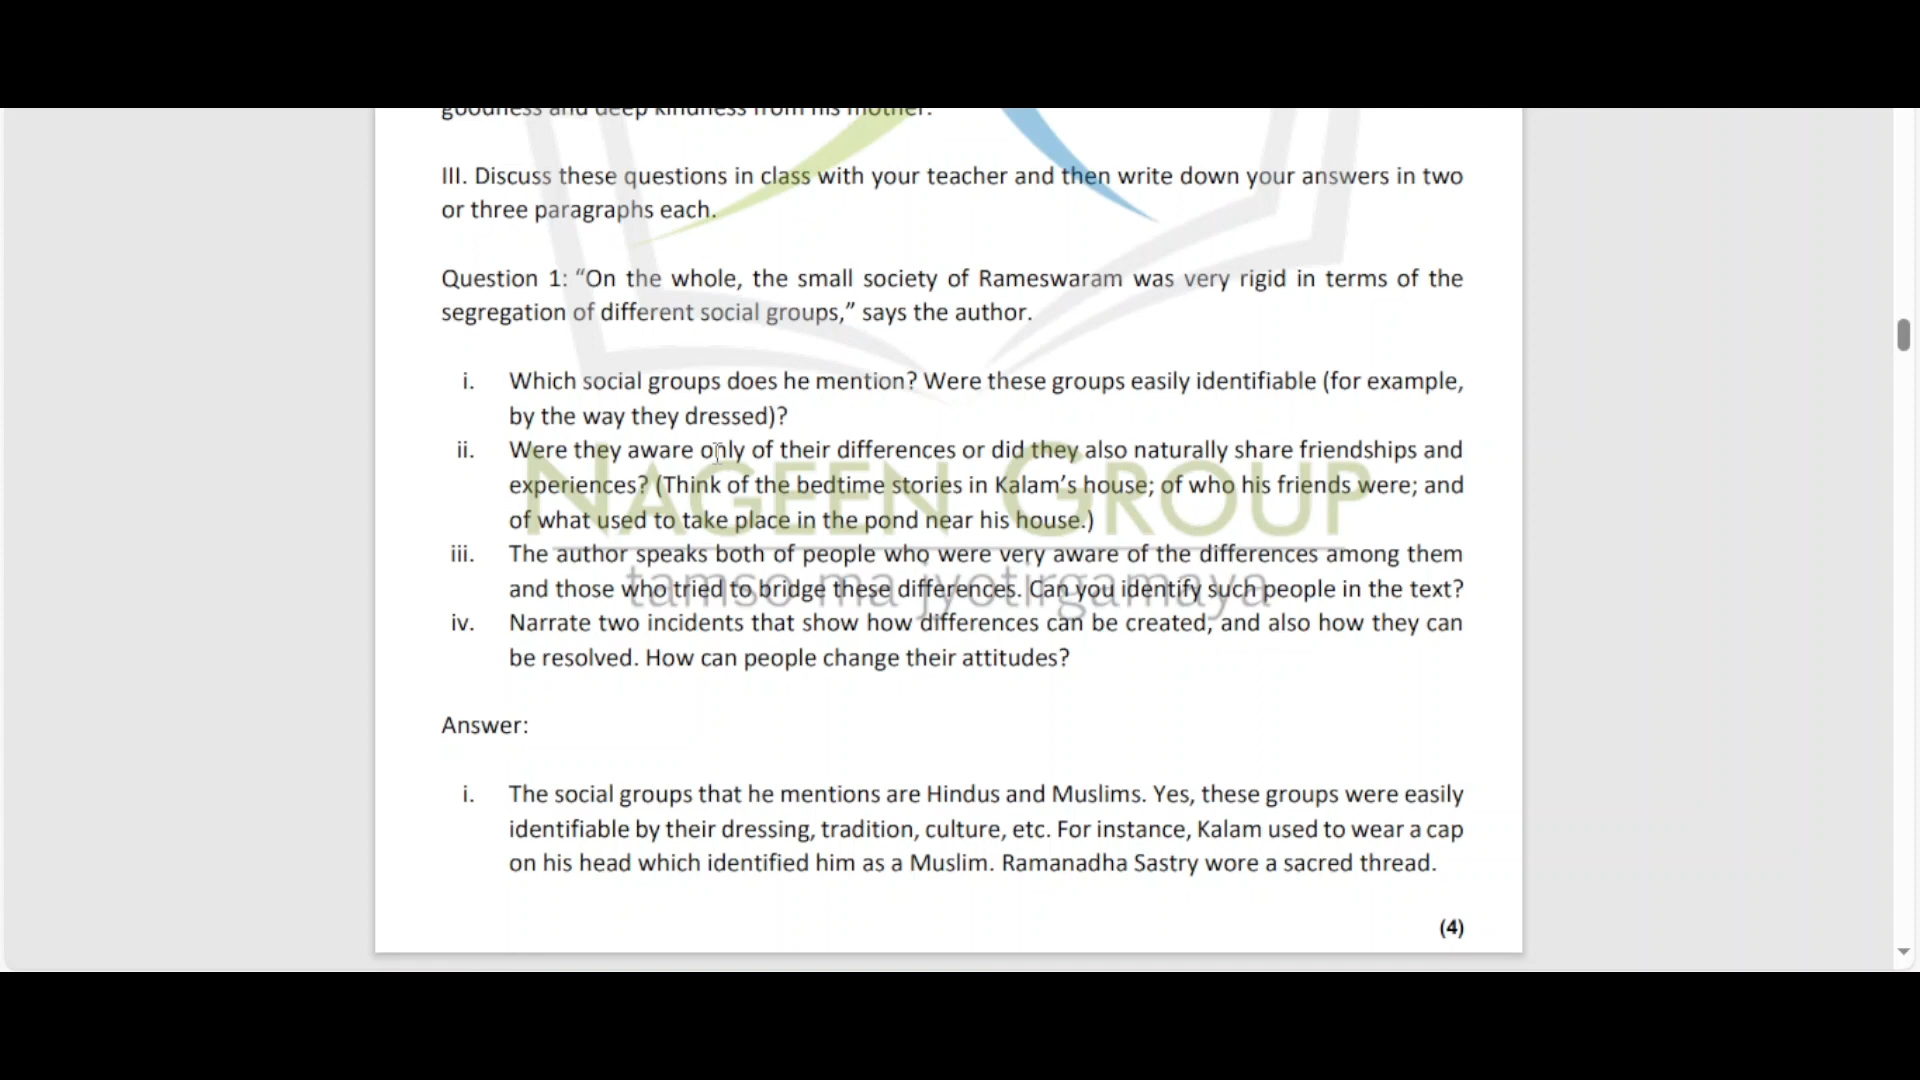 goodness and deep kindness from his mother.
III. Discuss these questions in class with your teacher and then write down your answers in two
or three paragraphs each.
Question 1: “On the whole, the small society of Rameswaram was very rigid in terms of the
segregation of different social groups,” says the author.
i. Which social groups does he mention? Were these groups easily identifiable (for example,
by the way they dressed)?
ii. Were they aware only of their differences or did they also naturally share friendships and
experiences? (Think of the bedtime stories in Kalam’s house; of who his friends were; and
of what used to take place in the pond near his house.)
iii. The author speaks both of people who were very aware of the differences among them
and those who tried to bridge these differences. Can you identify such people in the text?
iv. Narrate two incidents that show how differences can be created, and also how they can
be resolved. How can people change their attitudes?
NAGEEN GROUP
tamso ma jyotirgamaya
Answer:
i. The social groups that he mentions are Hindus and Muslims. Yes, these groups were easily
identifiable by their dressing, tradition, culture, etc. For instance, Kalam used to wear a cap
on his head which identified him as a Muslim. Ramanadha Sastry wore a sacred thread.
(4)